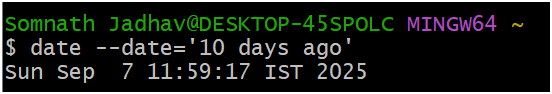 Somnath Jadhav@DESKTOP-45SPOLC MINGW64 ~
$ date --date='10 days ago'
Sun Sep  7 11:59:17 IST 2025